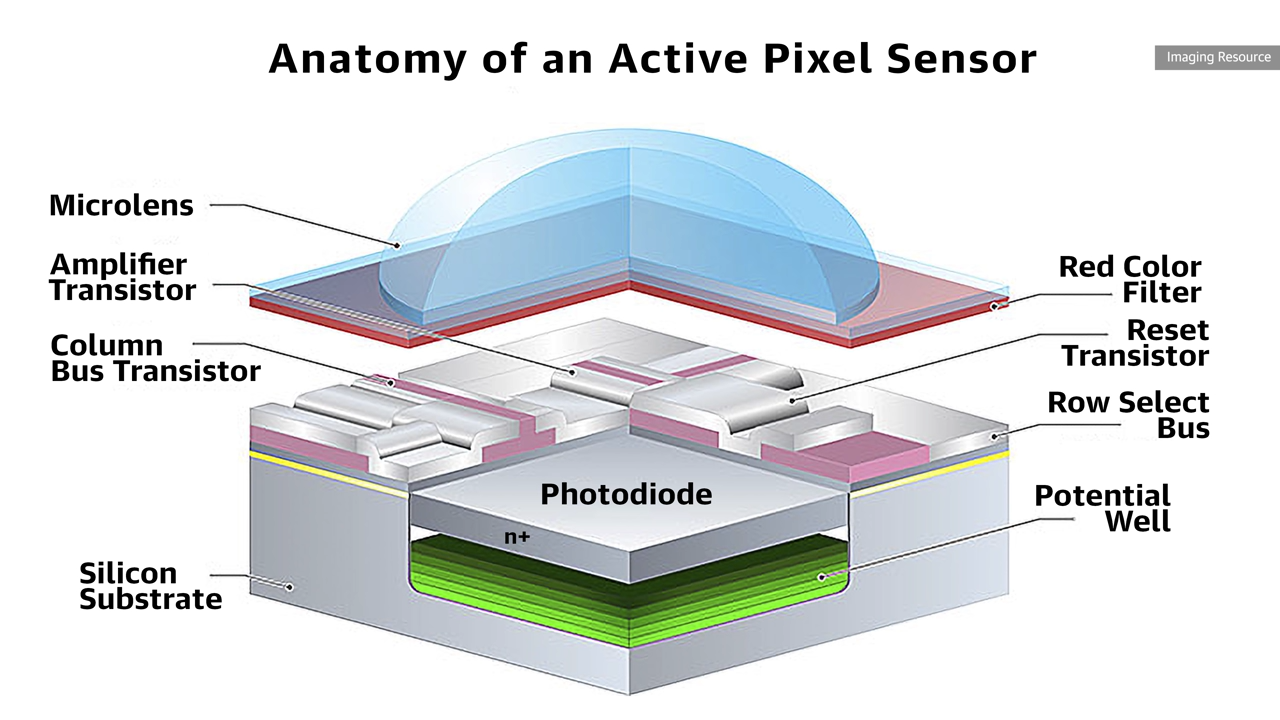 Anatomy of an Active Pixel Sensor
Imaging Resource
Microlens
Amplifier
Transistor
Column
Bus Transistor
Red Color
Filter
Reset
Transistor
Row Select
Bus
Photodiode
n+
Potential
Well
Silicon
Substrate